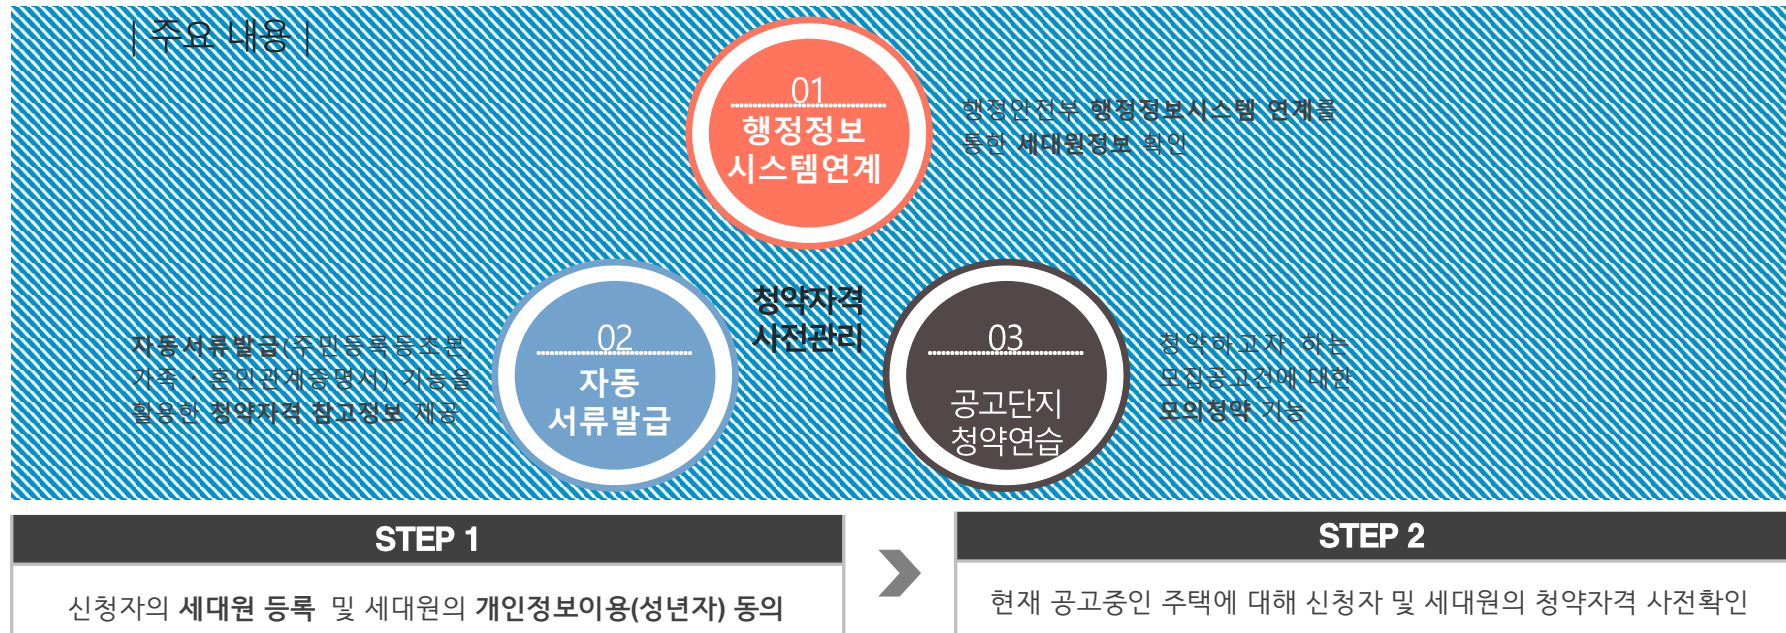 | 주요 내용 |
01
행정정보
시스템연계
행정안전부 행정정보시스템 연계를
통한 세대원정보 확인
청약자격
사전관리
02
자동
서류발급
자동서류발급(주민등록등초본,
가족·혼인관계증명서) 기능을
활용한 청약자격 참고정보 제공
03
공고단지
청약연습
청약하고자 하는
모집공고건에 대한
모의청약 기능
STEP 1
신청자의 세대원 등록 및 세대원의 개인정보이용(성년자) 동의
STEP 2
현재 공고중인 주택에 대해 신청자 및 세대원의 청약자격 사전확인